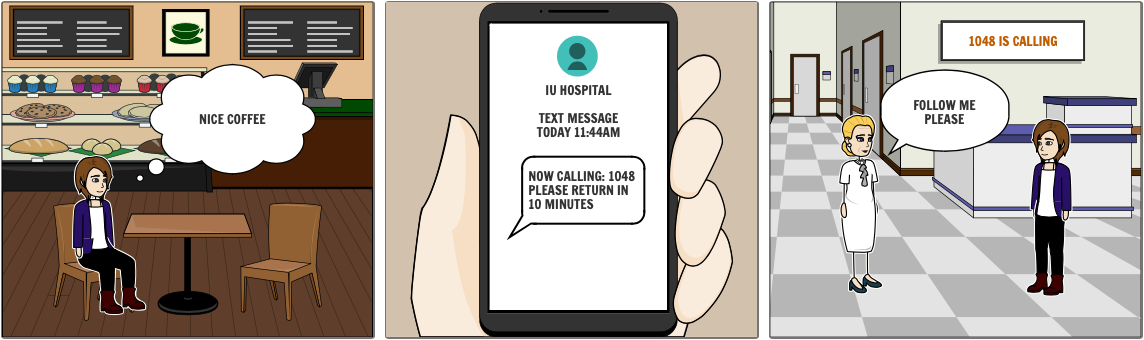 NICE COFFEE
IU HOSPITAL
TEXT MESSAGE
TODAY 11:44AM
NOW CALLING: 1048
PLEASE RETURN IN
10 MINUTES
1048 IS CALLING
FOLLOW ME
PLEASE